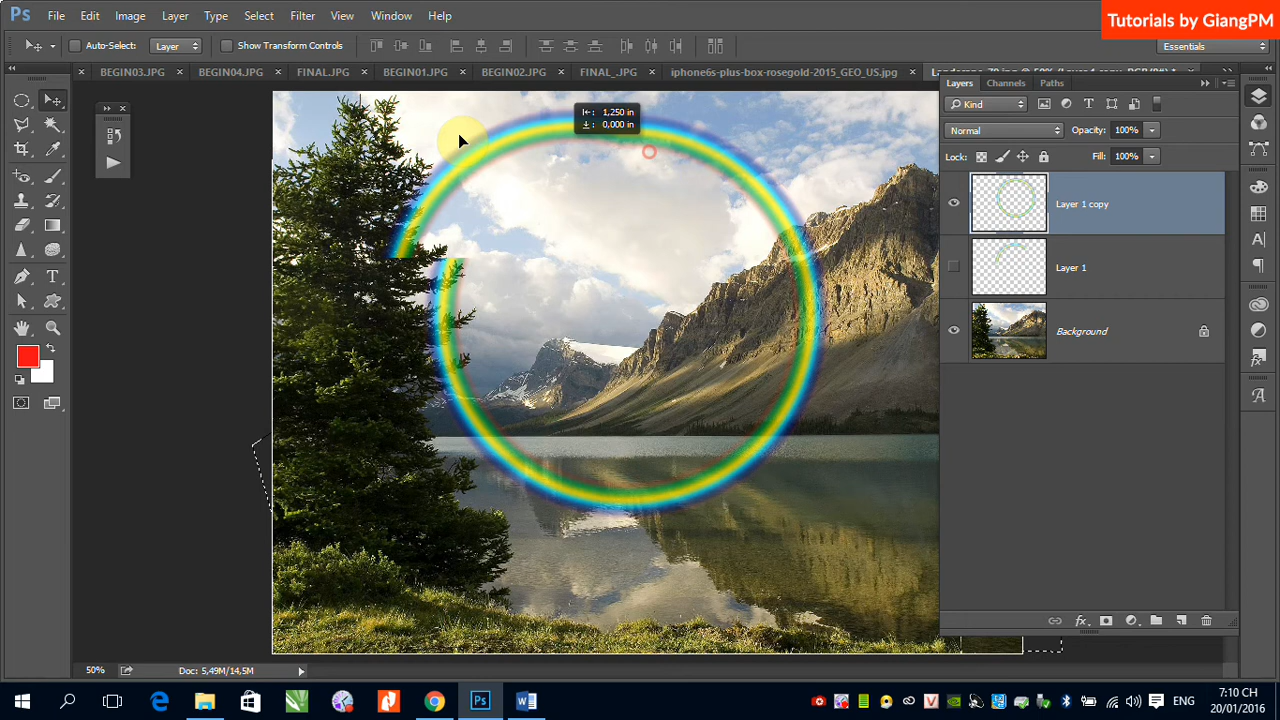 Ps File Edit Image Layer Type Select Filter View Window Help
Tutorials by GiangPM
Auto-Select: Layer Show Transform Controls
Essentials
BEGIN03.JPG × BEGIN04.JPG × FINAL.JPG × BEGIN01.JPG × BEGIN02.JPG × FINAL_.JPG × iphone6s-plus-box-rosegold-2015_GEO_US.jpg ×
Layers Channels Paths
Kind
1,250 in
0,000 in
Normal Opacity: 100%
Lock: Fill: 100%
Layer 1 copy
Layer 1
Background
50% Doc: 5,49M/14,5M
ENG
7:10 CH
20/01/2016